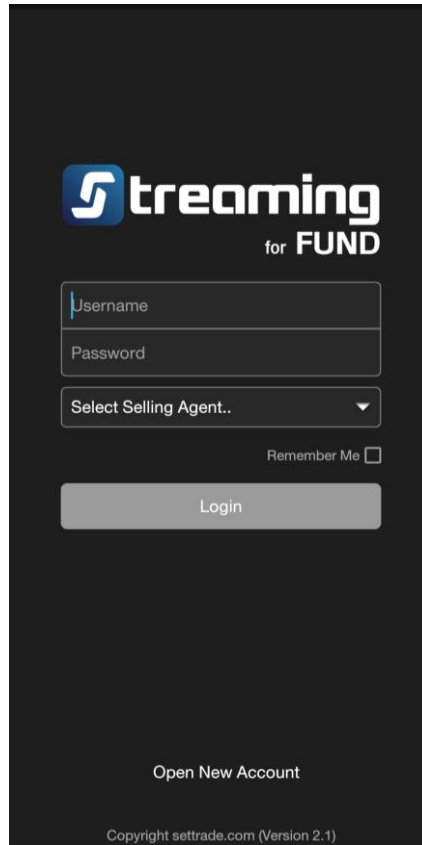 Streaming
for FUND
Username
Password
Select Selling Agent..
Remember Me
Login
Open New Account
Copyright settrade.com (Version 2.1)